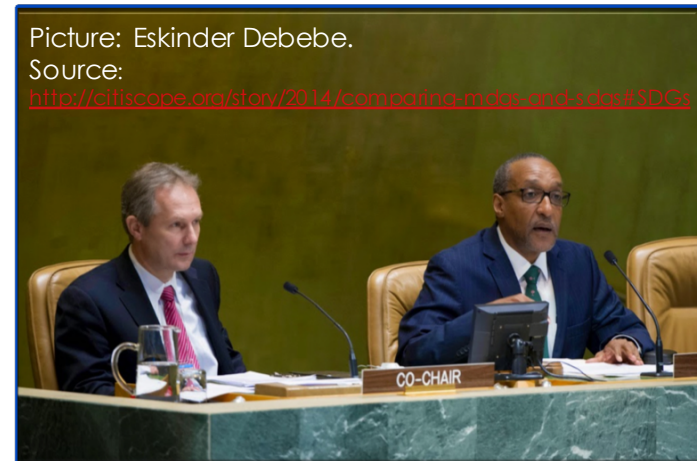 Picture: Eskinder Debebe.
Source:
http://citiscope.org/story/2014/comparing-mdgs-and-sdgs#SDGs
CO-CHAIR